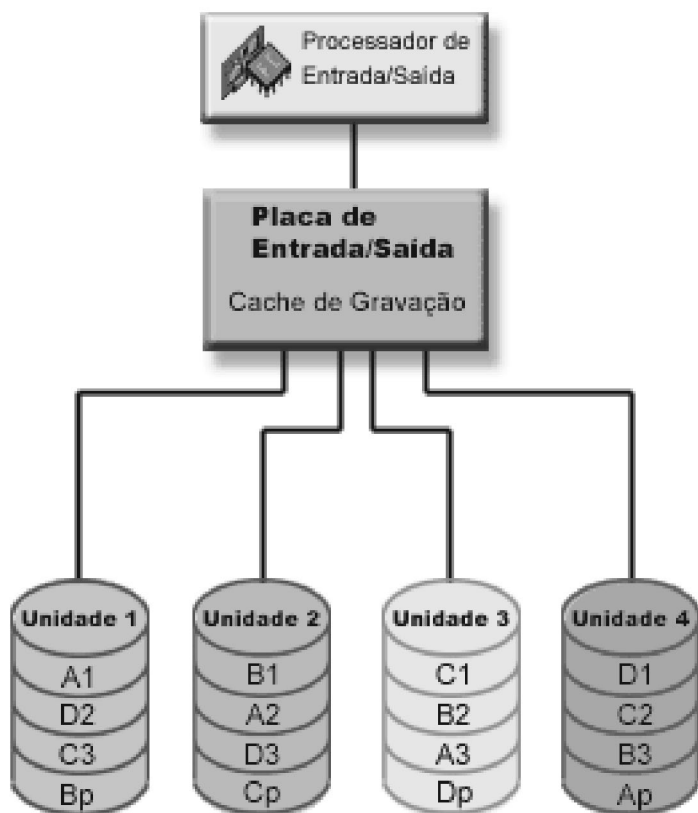 Processador de
Entrada/Saída
Placa de
Entrada/Saída
Cache de Gravação
Unidade 1
A1
D2
C3
Bp
Unidade 2
B1
A2
D3
Cp
Unidade 3
C1
B2
A3
Dp
Unidade 4
D1
C2
B3
Ap